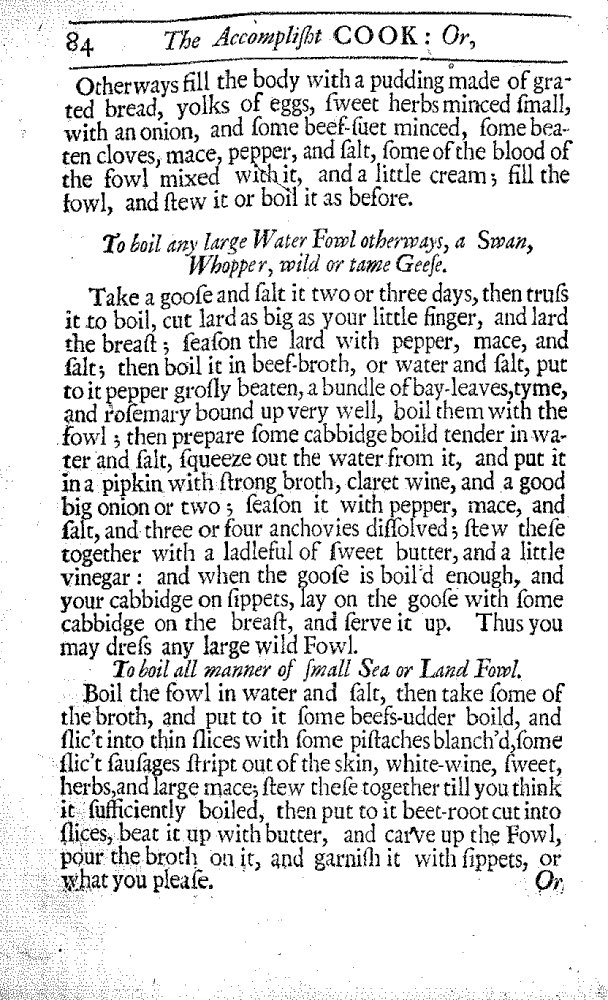 84 The Accompliſht COOK: Or,
Otherways fill the body with a pudding made of gra-
ted bread, yolks of eggs, ſweet herbs minced ſmall,
with an onion, and ſome beef-ſuet minced, ſome bea-
ten cloves, mace, pepper, and ſalt, ſome of the blood of
the fowl mixed with it, and a little cream; fill the
fowl, and ſtew it or boil it as before.
To boil any large Water Fowl otherways, a Swan,
Whopper, wild or tame Geeſe.
Take a gooſe and ſalt it two or three days, then truſs
it to boil, cut lard as big as your little finger, and lard
the breaſt; ſeaſon the lard with pepper, mace, and
ſalt; then boil it in beef-broth, or water and ſalt, put
to it pepper groſly beaten, a bundle of bay-leaves,tyme,
and roſemary bound up very well, boil them with the
fowl; then prepare ſome cabbidge boild tender in wa-
ter and ſalt, ſqueeze out the water from it, and put it
in a pipkin with ſtrong broth, claret wine, and a good
big onion or two; ſeaſon it with pepper, mace, and
ſalt, and three or four anchovies diſſolved; ſtew theſe
together with a ladleful of ſweet butter, and a little
vinegar: and when the gooſe is boil'd enough, and
your cabbidge on ſippets, lay on the gooſe with ſome
cabbidge on the breaſt, and ſerve it up. Thus you
may dreſs any large wild Fowl.
To boil all manner of ſmall Sea or Land Fowl.
Boil the fowl in water and ſalt, then take ſome of
the broth, and put to it ſome beefs-udder boild, and
ſlic't into thin ſlices with ſome piſtaches blanch'd,ſome
ſlic't ſauſages ſtript out of the skin, white-wine, ſweet,
herbs,and large mace; ſtew theſe together till you think
it ſufficiently boiled, then put to it beet-root cut into
ſlices, beat it up with butter, and carve up the Fowl,
pour the broth on it, and garniſh it with ſippets, or
what you pleaſe.
Or